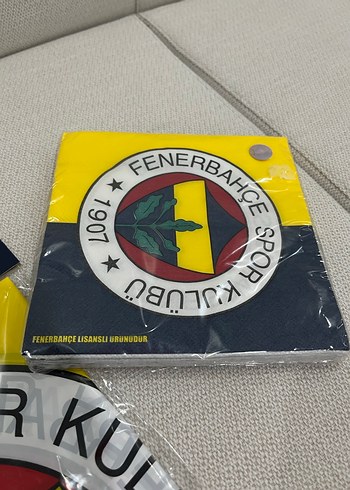 ★ FENERBAHÇE SPOR KULÜBÜ ★ 1907
FENERBAHÇE LİSANSLI ÜRÜNÜDÜR
R KUL